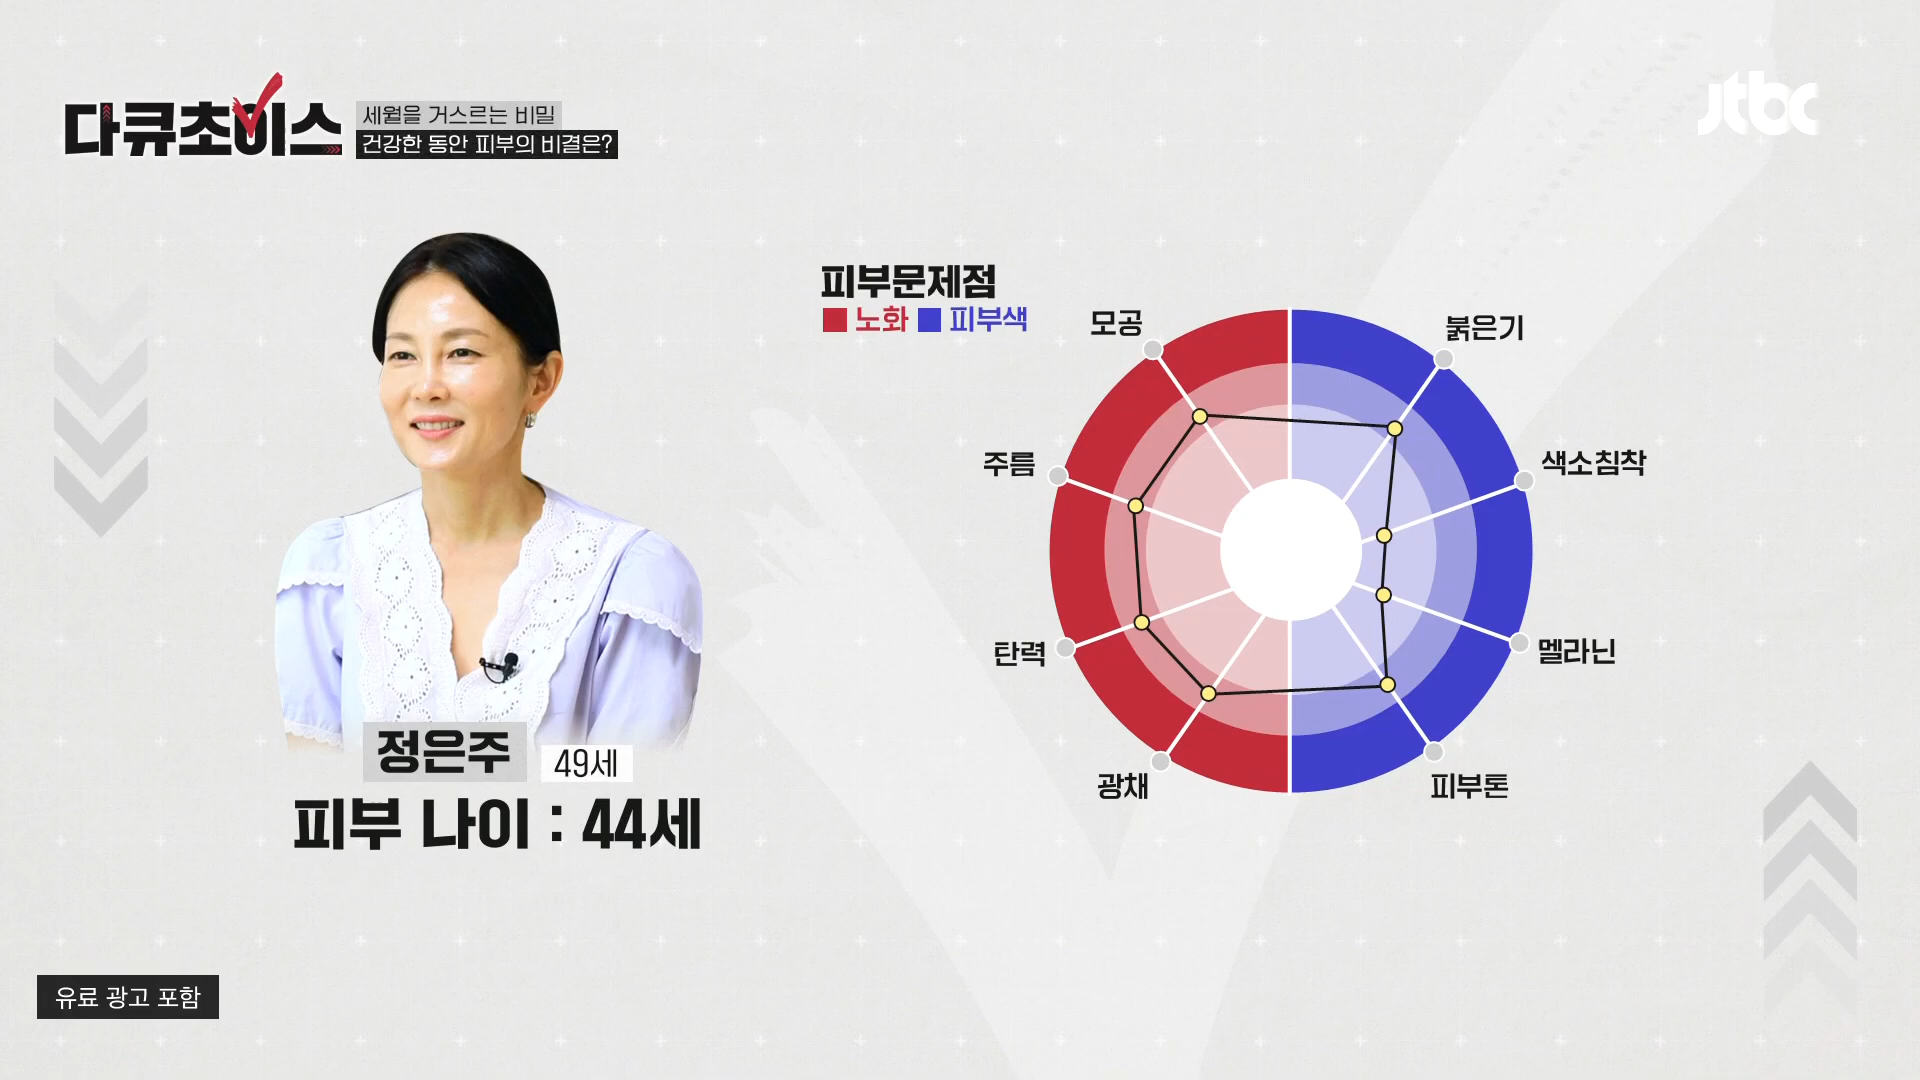 다큐초이스
세월을 거스르는 비밀
건강한 동안 피부의 비결은?
jtbc
피부문제점
노화 피부색
모공
붉은기
주름
색소침착
탄력
멜라닌
광채
피부톤
정은주 49세
피부 나이 : 44세
유료 광고 포함